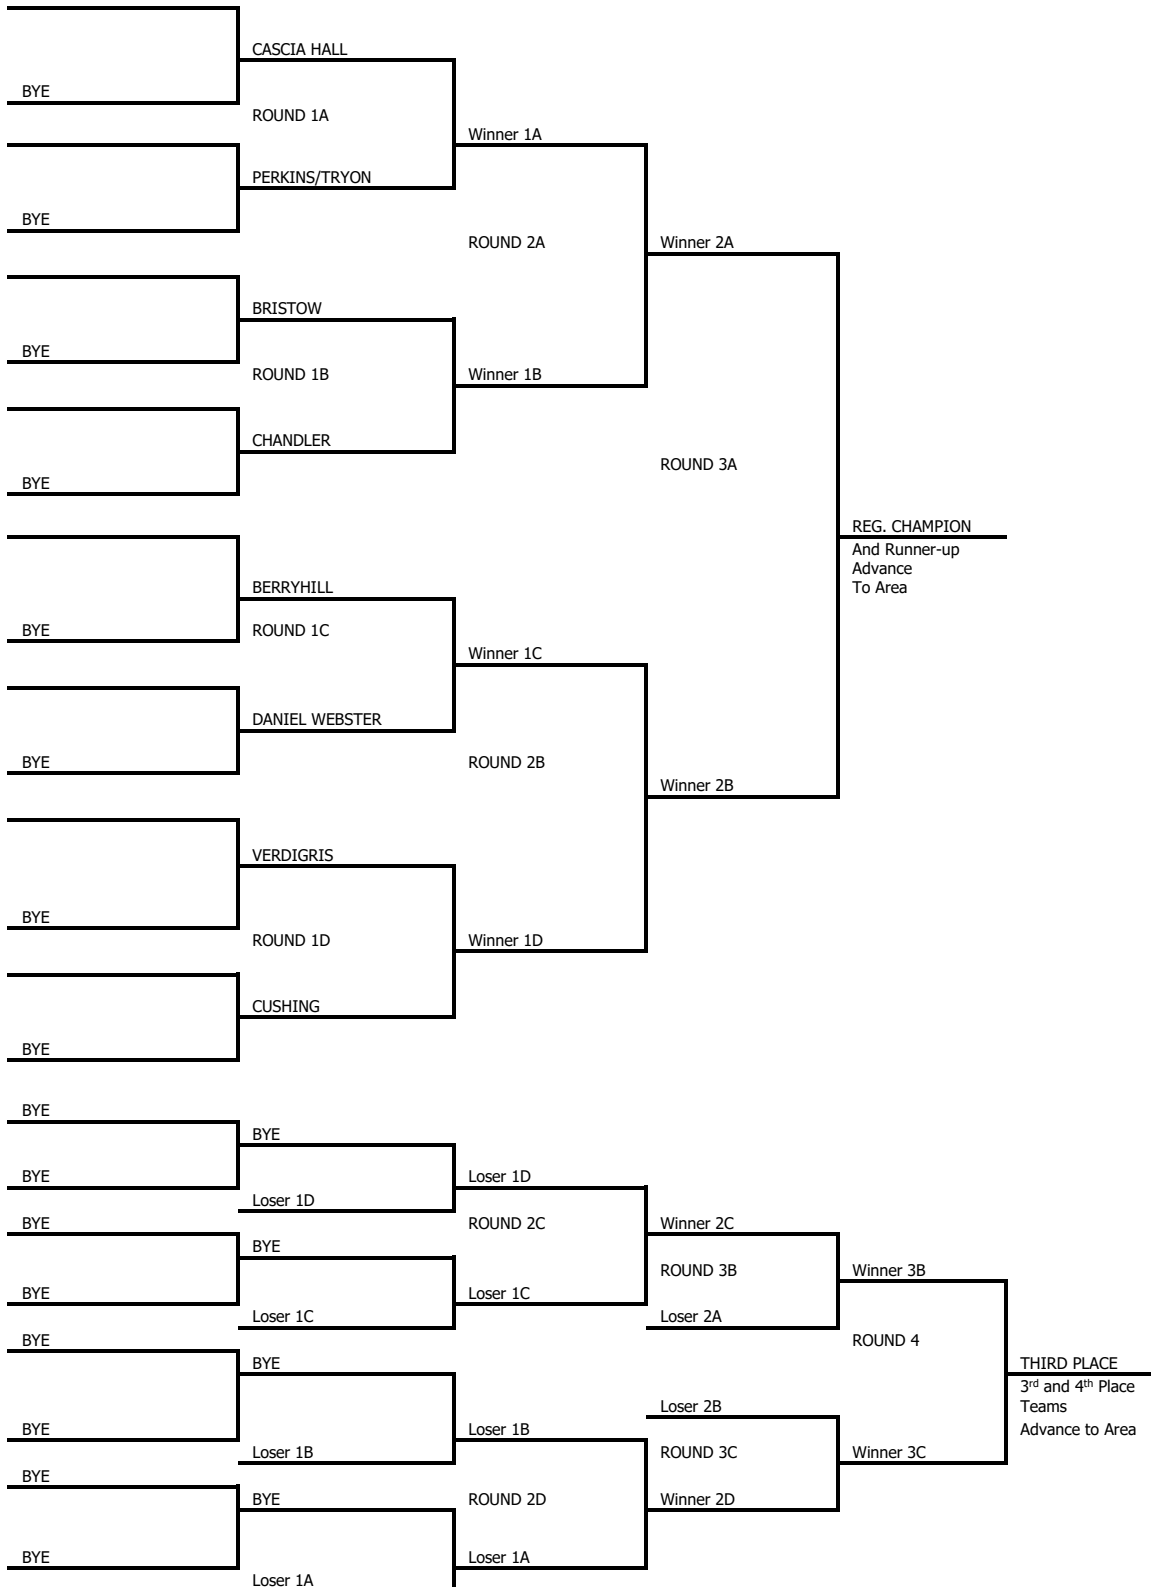 CASCIA HALL
BYE
ROUND 1A
Winner 1A
PERKINS/TRYON
BYE
ROUND 2A
Winner 2A
BRISTOW
BYE
ROUND 1B
Winner 1B
CHANDLER
ROUND 3A
BYE
REG. CHAMPION
And Runner-up
Advance
To Area
BERRYHILL
BYE
ROUND 1C
Winner 1C
DANIEL WEBSTER
BYE
ROUND 2B
Winner 2B
VERDIGRIS
BYE
ROUND 1D
Winner 1D
CUSHING
BYE
BYE
BYE
BYE
Loser 1D
Loser 1D
BYE
ROUND 2C
Winner 2C
BYE
ROUND 3B
Winner 3B
BYE
Loser 1C
Loser 1C
Loser 2A
BYE
ROUND 4
BYE
THIRD PLACE
3rd and 4th Place
Teams
Advance to Area
Loser 2B
BYE
Loser 1B
Loser 1B
ROUND 3C
Winner 3C
BYE
BYE
ROUND 2D
Winner 2D
BYE
Loser 1A
Loser 1A